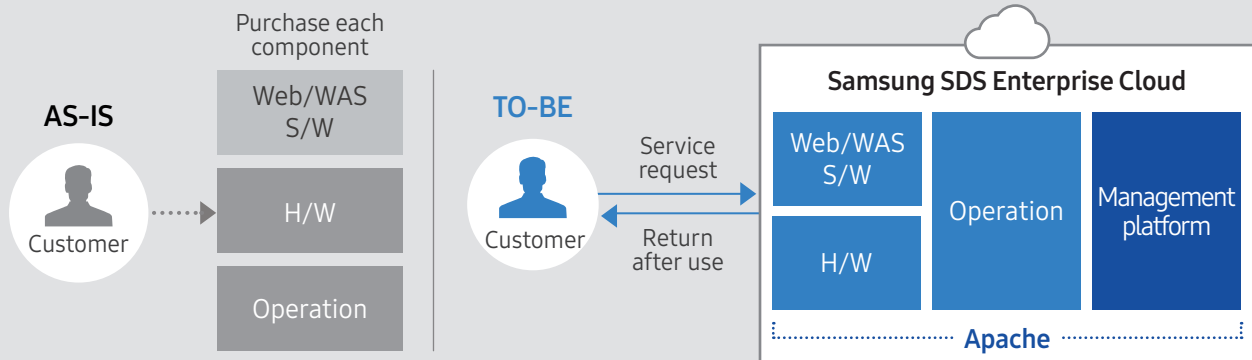 AS-IS
Customer
Purchase each
component
Web/WAS
S/W
H/W
Operation
TO-BE
Customer
Service
request
Return
after use
Samsung SDS Enterprise Cloud
Web/WAS
S/W
H/W
Operation
Management
platform
Apache